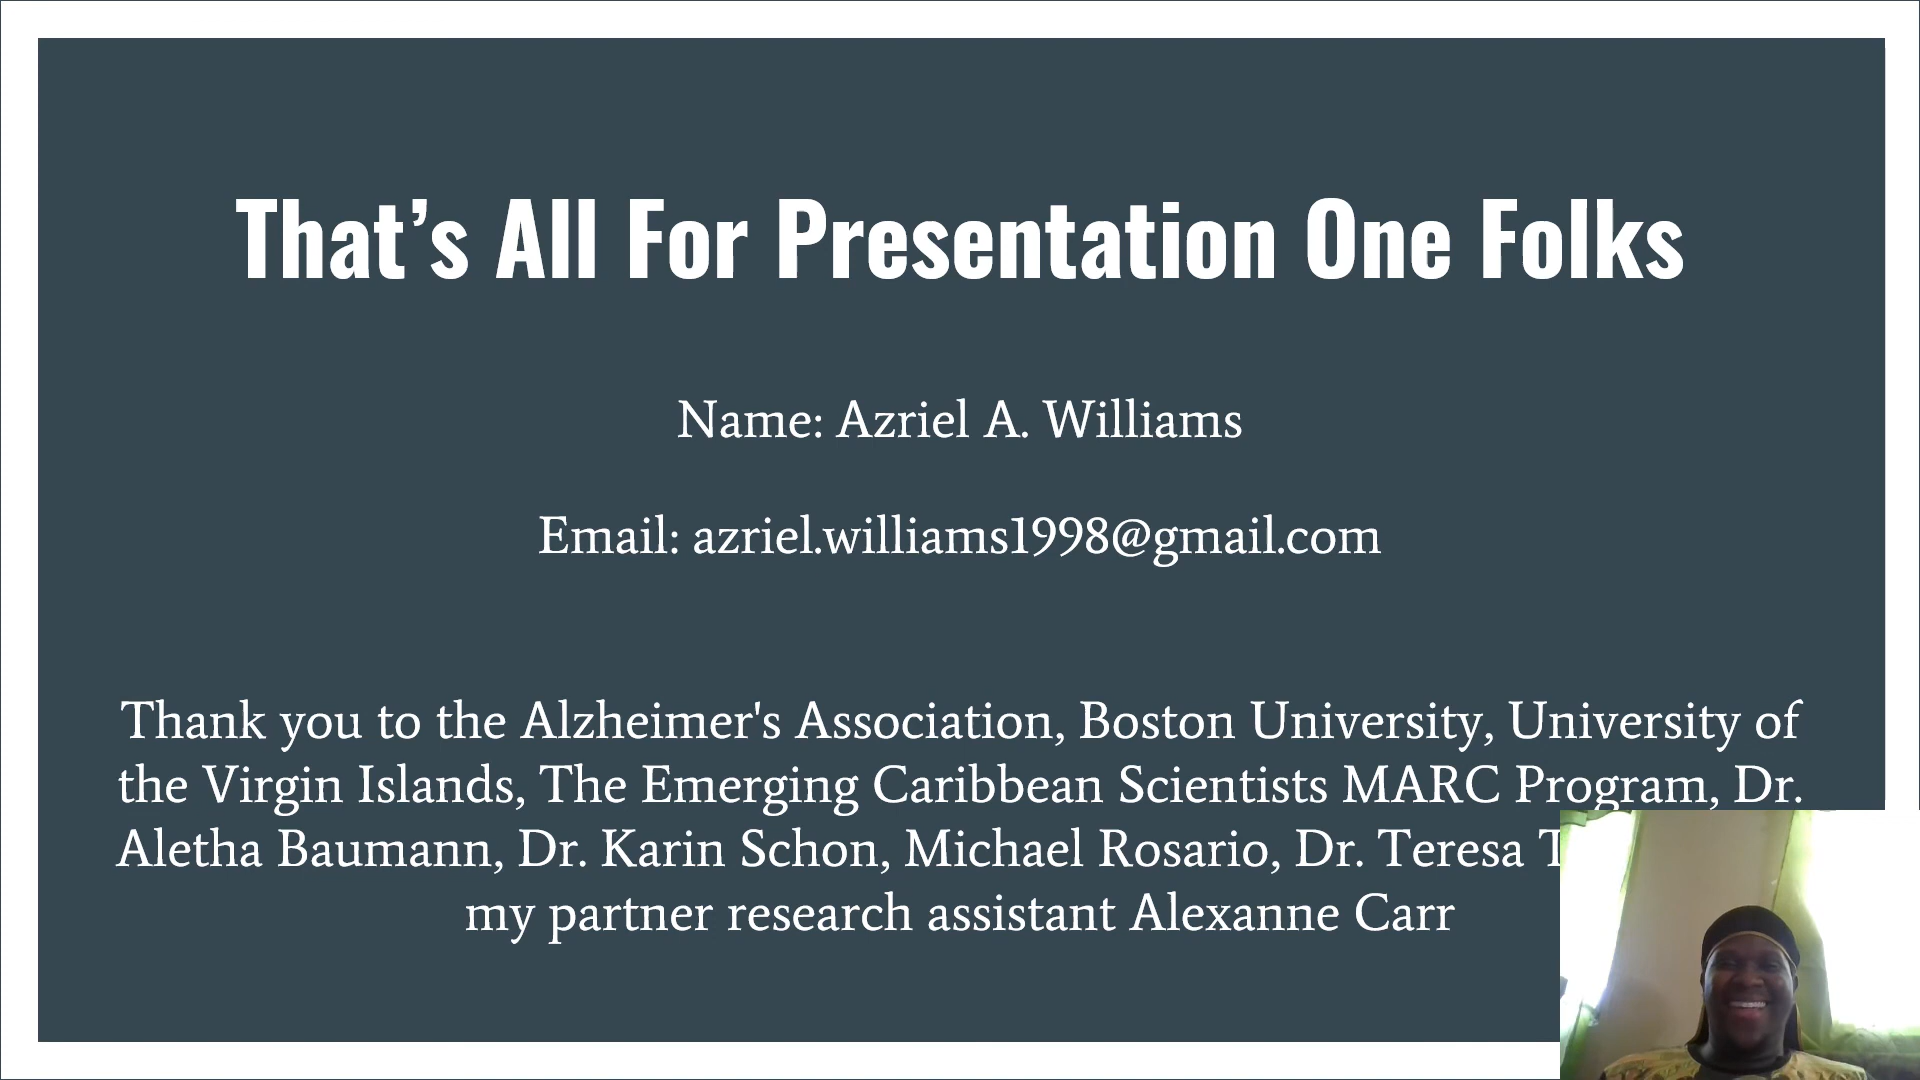 That’s All For Presentation One Folks
Name: Azriel A. Williams
Email: azriel.williams1998@gmail.com
Thank you to the Alzheimer's Association, Boston University, University of
the Virgin Islands, The Emerging Caribbean Scientists MARC Program, Dr.
Aletha Baumann, Dr. Karin Schon, Michael Rosario, Dr. Teresa
my partner research assistant Alexanne Carr